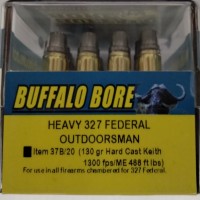 BUFFALO BORE
HEAVY 327 FEDERAL
OUTDOORSMAN
Item 37B/20 (130 gr Hard Cast Keith
1300 fps/ME 488 ft lbs)
For use in all firearms chambered for 327 Federal.